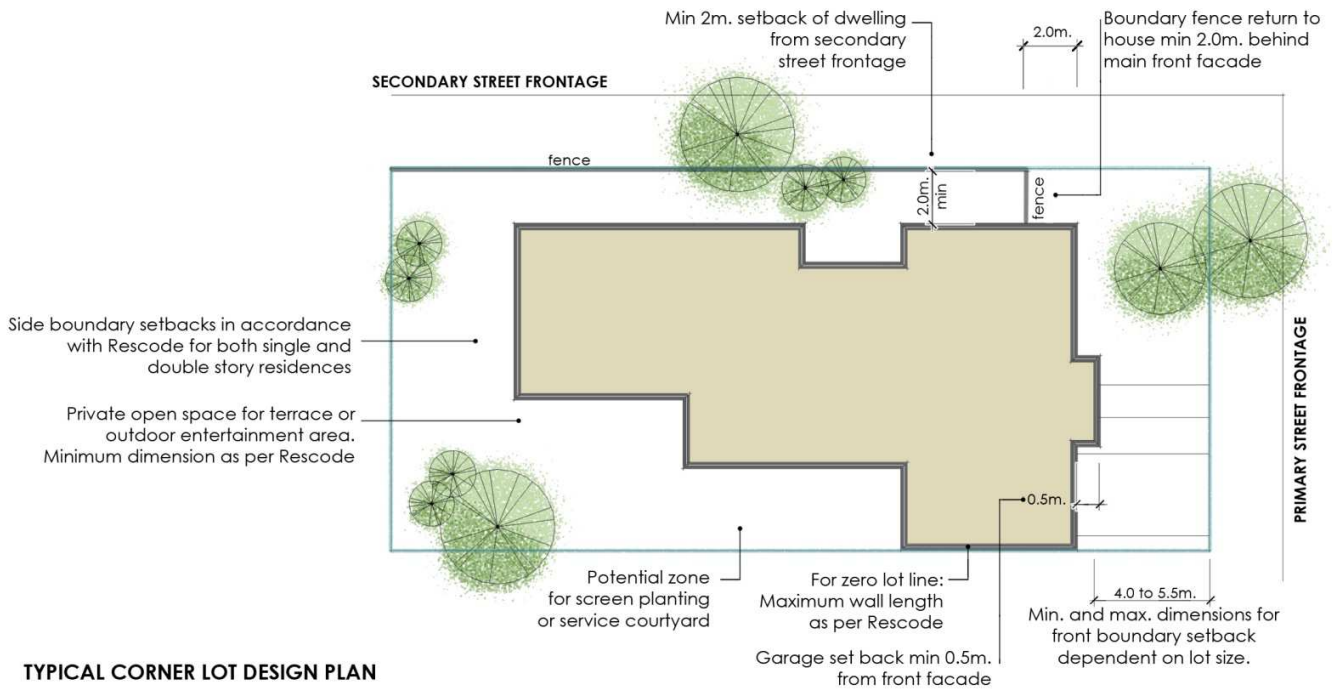 Min 2m. setback of dwelling
from secondary
street frontage
2.0m.
Boundary fence return to
house min 2.0m. behind
main front facade
SECONDARY STREET FRONTAGE
fence
2.0m.
min
fence
Side boundary setbacks in accordance
with Rescode for both single and
double story residences
Private open space for terrace or
outdoor entertainment area.
Minimum dimension as per Rescode
PRIMARY STREET FRONTAGE
0.5m.
Potential zone
for screen planting
or service courtyard
For zero lot line:
Maximum wall length
as per Rescode
Garage set back min 0.5m.
from front facade
4.0 to 5.5m.
Min. and max. dimensions for
front boundary setback
dependent on lot size.
TYPICAL CORNER LOT DESIGN PLAN